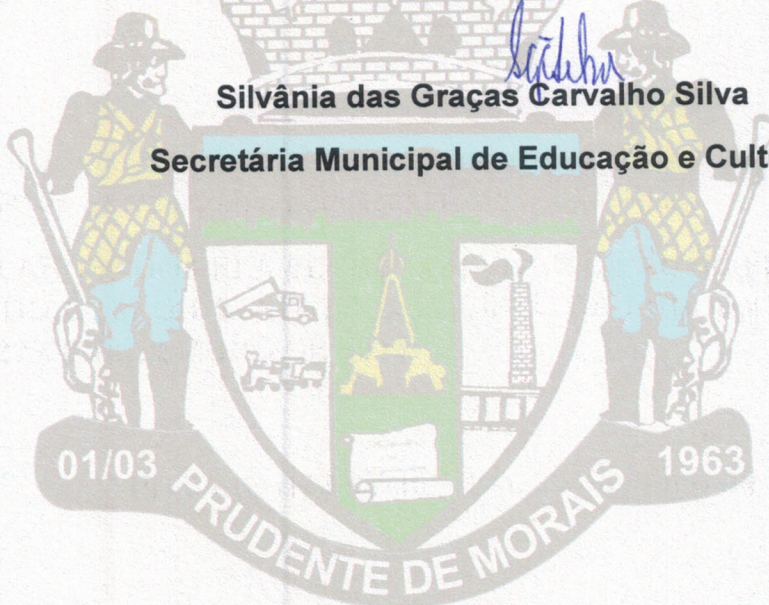 Silvânia das Graças Carvalho Silva
Secretária Municipal de Educação e Cult
01/03
PRUDENTE DE MORAIS
1963